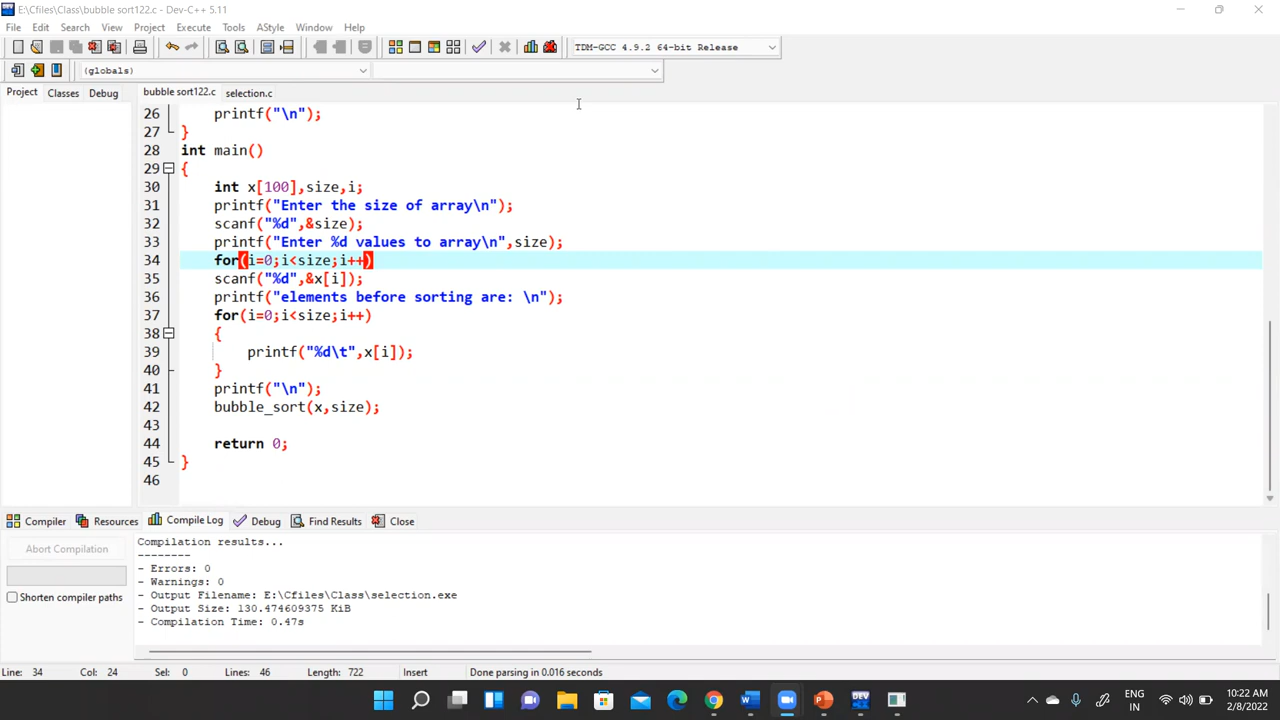 E:\Cfiles\Class\bubble sort122.c - Dev-C++ 5.11
File Edit Search View Project Execute Tools AStyle Window Help
TDM-GCC 4.9.2 64-bit Release
(globals)
Project Classes Debug bubble sort122.c selection.c
26 printf("\n");
27 }
28 int main()
29 {
30 int x[100],size,i;
31 printf("Enter the size of array\n");
32 scanf("%d",&size);
33 printf("Enter %d values to array\n",size);
34 for(i=0;i<size;i++)
35 scanf("%d",&x[i]);
36 printf("elements before sorting are: \n");
37 for(i=0;i<size;i++)
38 {
39 printf("%d\t",x[i]);
40 }
41 printf("\n");
42 bubble_sort(x,size);
43
44 return 0;
45 }
46
Compiler Resources Compile Log Debug Find Results Close
Abort Compilation
Shorten compiler paths
Compilation results...
--------
- Errors: 0
- Warnings: 0
- Output Filename: E:\Cfiles\Class\selection.exe
- Output Size: 130.474609375 KiB
- Compilation Time: 0.47s
Line: 34 Col: 24 Sel: 0 Lines: 46 Length: 722 Insert Done parsing in 0.016 seconds
ENG
IN
10:22 AM
2/8/2022